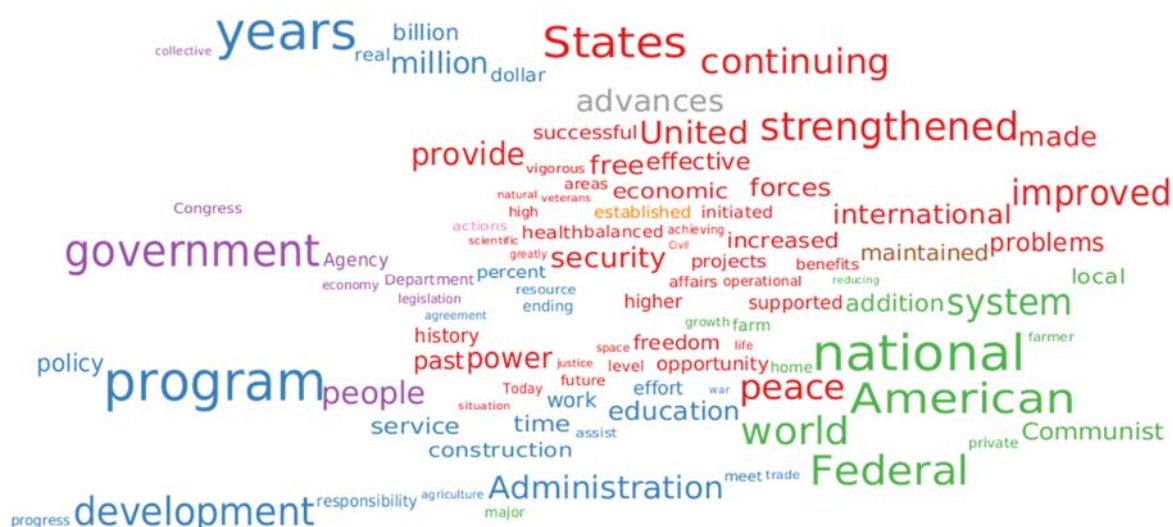 years billion States
collective real million dollar continuing
advances
successful United strengthened made
provide vigorous free effective
natural veterans areas economic forces improved
Congress high established initiated international
actions health balanced achieving increased problems
government scientific greatly security Civil maintained
Agency projects benefits
economy Department percent affairs operational reducing local
legislation resource ending higher supported addition system
agreement growth farm
history space freedom life national farmer
policy past power justice level opportunity home
program people Today future effort war peace American
situation work education
service time assist world Communist
construction private
Administration meet trade Federal
development responsibility agriculture
progress major